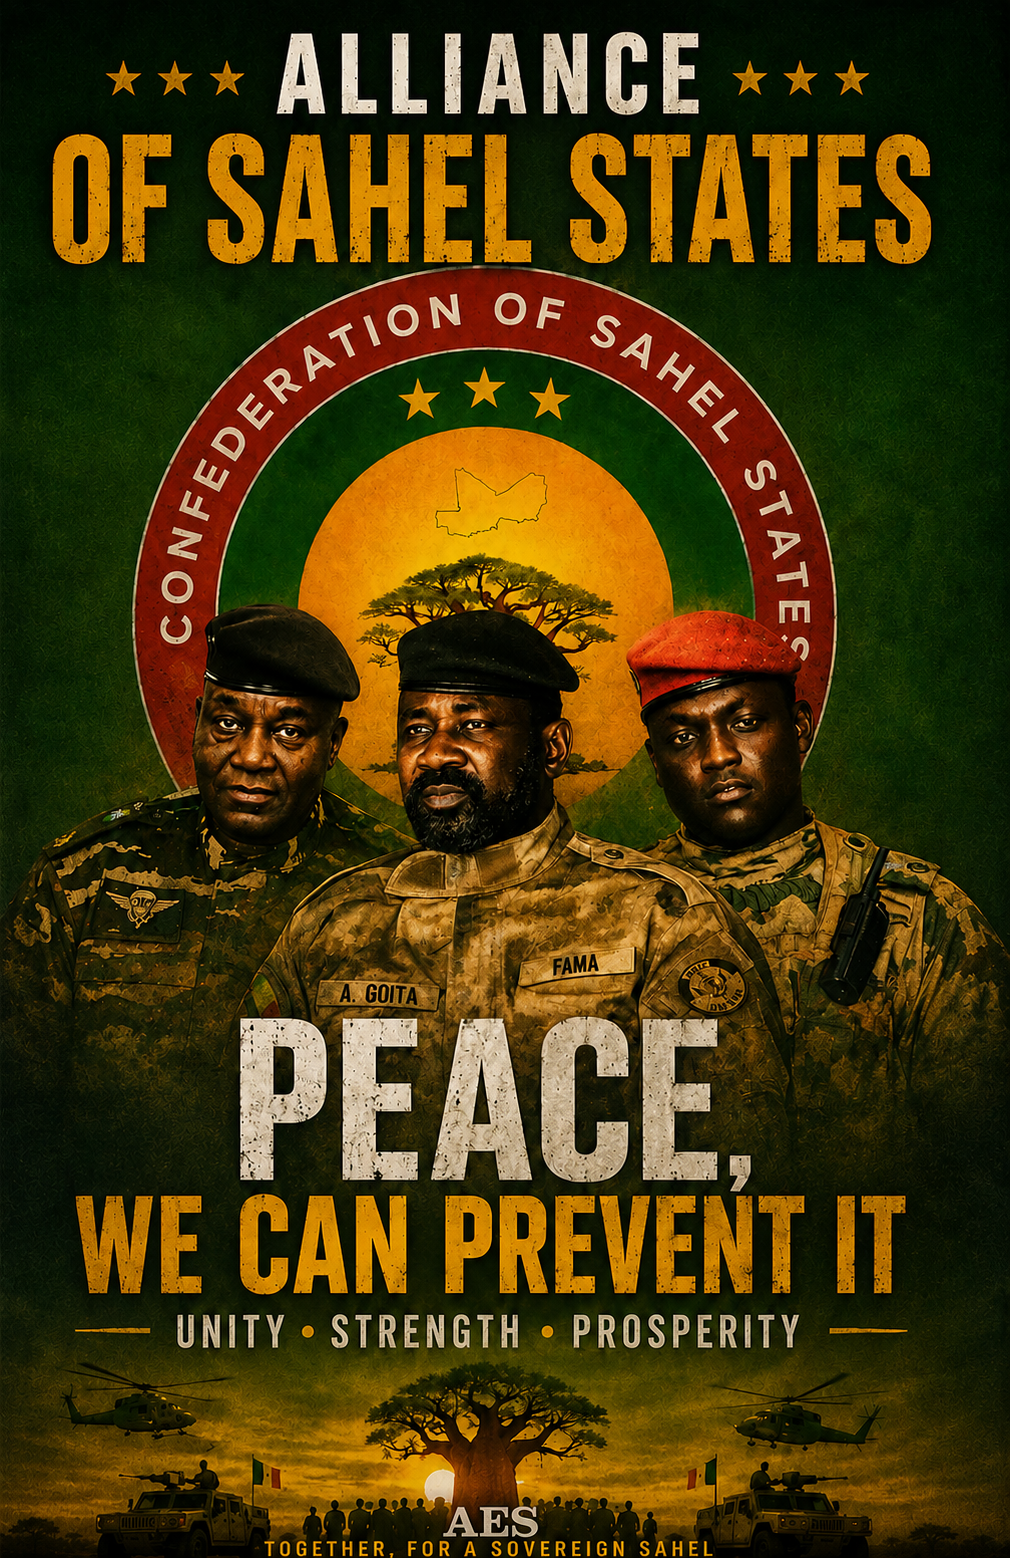 ALLIANCE
OF SAHEL STATES
CONFEDERATION OF SAHEL STATES
A. GOITA
FAMA
PEACE,
WE CAN PREVENT IT
UNITY • STRENGTH • PROSPERITY
AES
TOGETHER, FOR A SOVEREIGN SAHEL